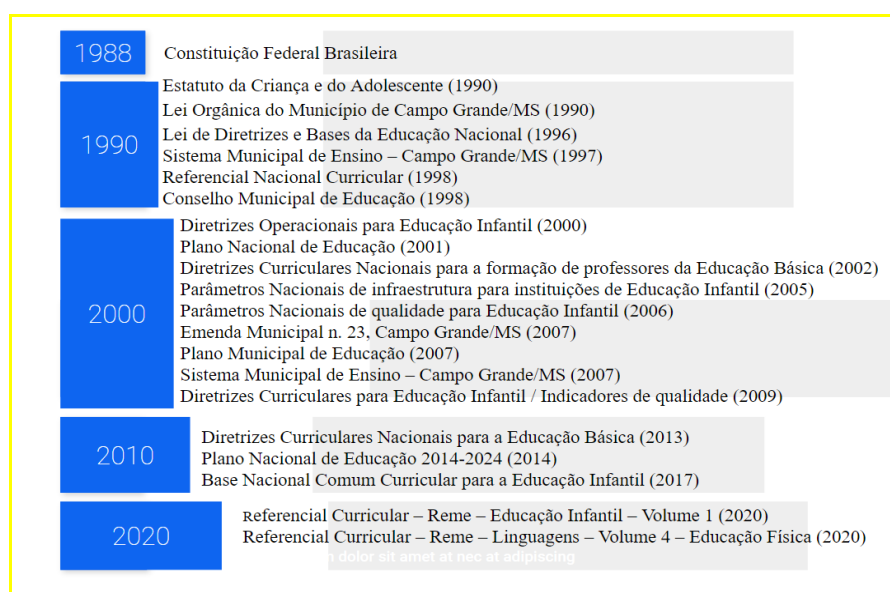 1988
Constituição Federal Brasileira
1990
Estatuto da Criança e do Adolescente (1990)
Lei Orgânica do Município de Campo Grande/MS (1990)
Lei de Diretrizes e Bases da Educação Nacional (1996)
Sistema Municipal de Ensino – Campo Grande/MS (1997)
Referencial Nacional Curricular (1998)
Conselho Municipal de Educação (1998)
2000
Diretrizes Operacionais para Educação Infantil (2000)
Plano Nacional de Educação (2001)
Diretrizes Curriculares Nacionais para a formação de professores da Educação Básica (2002)
Parâmetros Nacionais de infraestrutura para instituições de Educação Infantil (2005)
Parâmetros Nacionais de qualidade para Educação Infantil (2006)
Emenda Municipal n. 23, Campo Grande/MS (2007)
Plano Municipal de Educação (2007)
Sistema Municipal de Ensino – Campo Grande/MS (2007)
Diretrizes Curriculares para Educação Infantil / Indicadores de qualidade (2009)
2010
Diretrizes Curriculares Nacionais para a Educação Básica (2013)
Plano Nacional de Educação 2014-2024 (2014)
Base Nacional Comum Curricular para a Educação Infantil (2017)
2020
Referencial Curricular – Reme – Educação Infantil – Volume 1 (2020)
Referencial Curricular – Reme – Linguagens – Volume 4 – Educação Física (2020)
dolor sit amet at nec at adipiscing